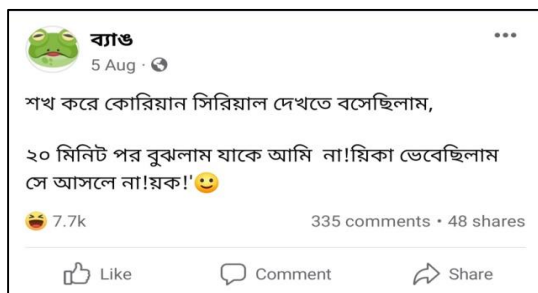 ব্যাঙ
5 Aug ·
শখ করে কোরিয়ান সিরিয়াল দেখতে বসেছিলাম,
২০ মিনিট পর বুঝলাম যাকে আমি না!য়িকা ভেবেছিলাম
সে আসলে না!য়ক!'🙂
😆 7.7k 335 comments • 48 shares
Like Comment Share